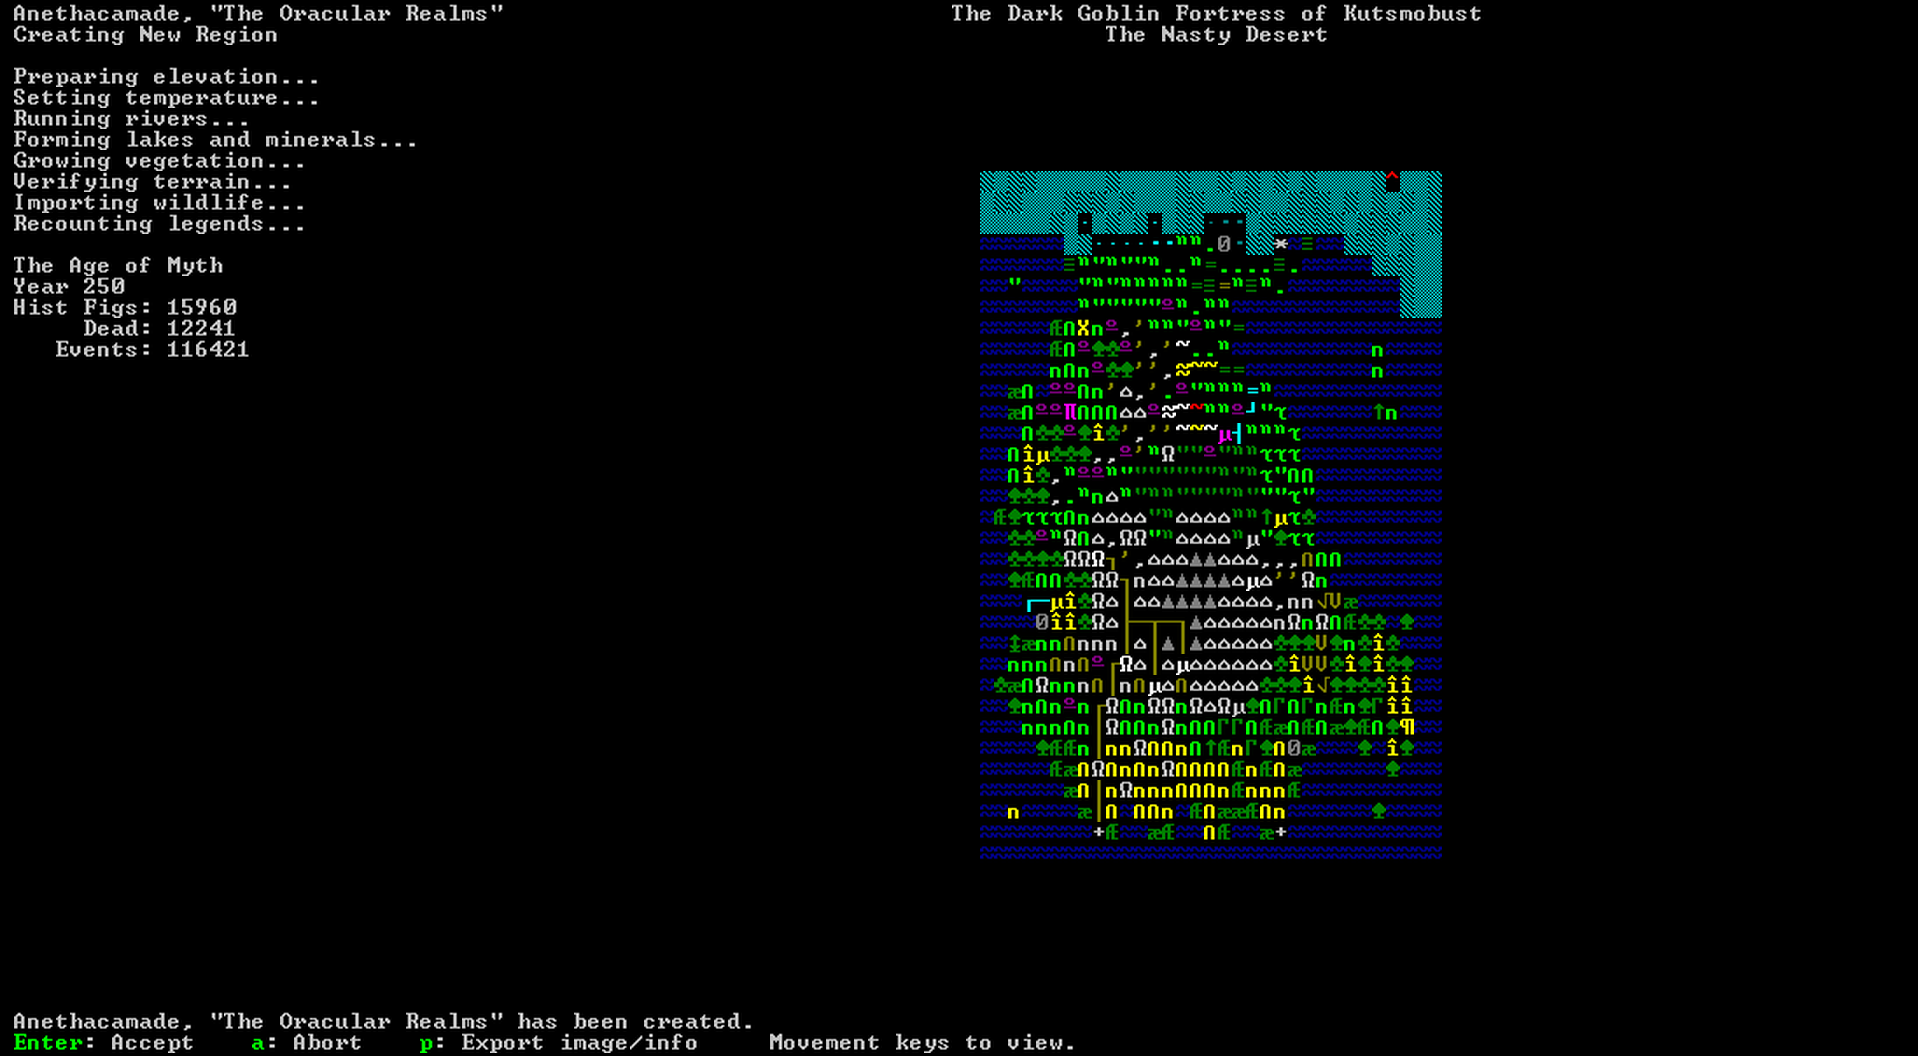 Anethacamade, "The Oracular Realms"
Creating New Region
The Dark Goblin Fortress of Kutsmobust
The Nasty Desert
Preparing elevation...
Setting temperature...
Running rivers...
Forming lakes and minerals...
Growing vegetation...
Verifying terrain...
Importing wildlife...
Recounting legends...
The Age of Myth
Year 250
Hist Figs: 15960
Dead: 12241
Events: 116421
Anethacamade, "The Oracular Realms" has been created.
Enter: Accept    a: Abort    p: Export image/info    Movement keys to view.